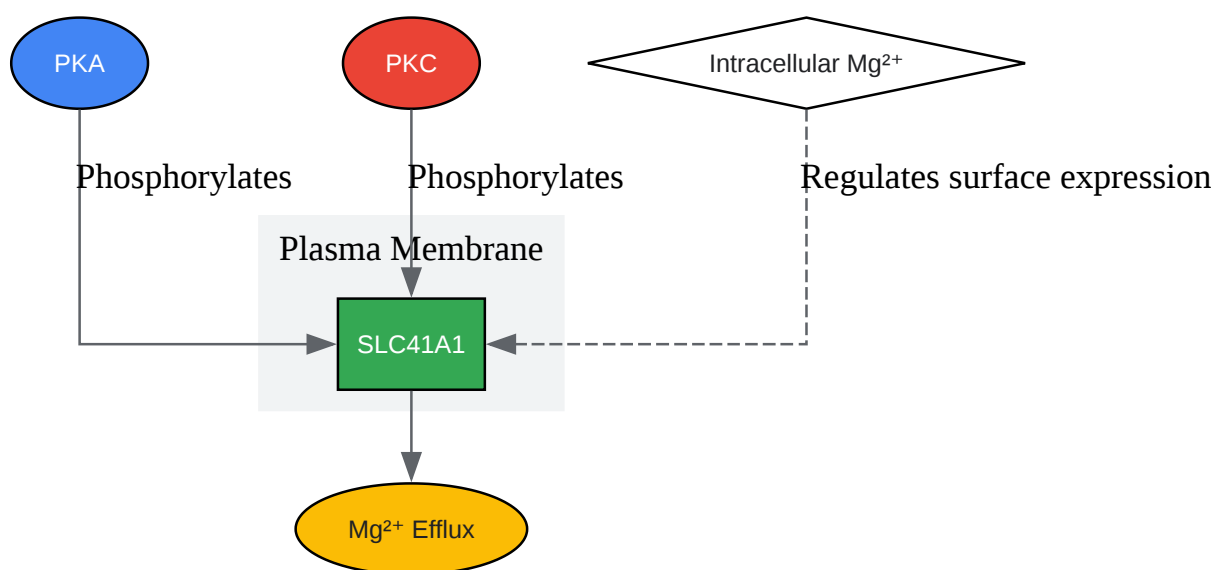 PKA
PKC
Intracellular Mg²⁺
Phosphorylates
Phosphorylates
Regulates surface expression
Plasma Membrane
SLC41A1
Mg²⁺ Efflux